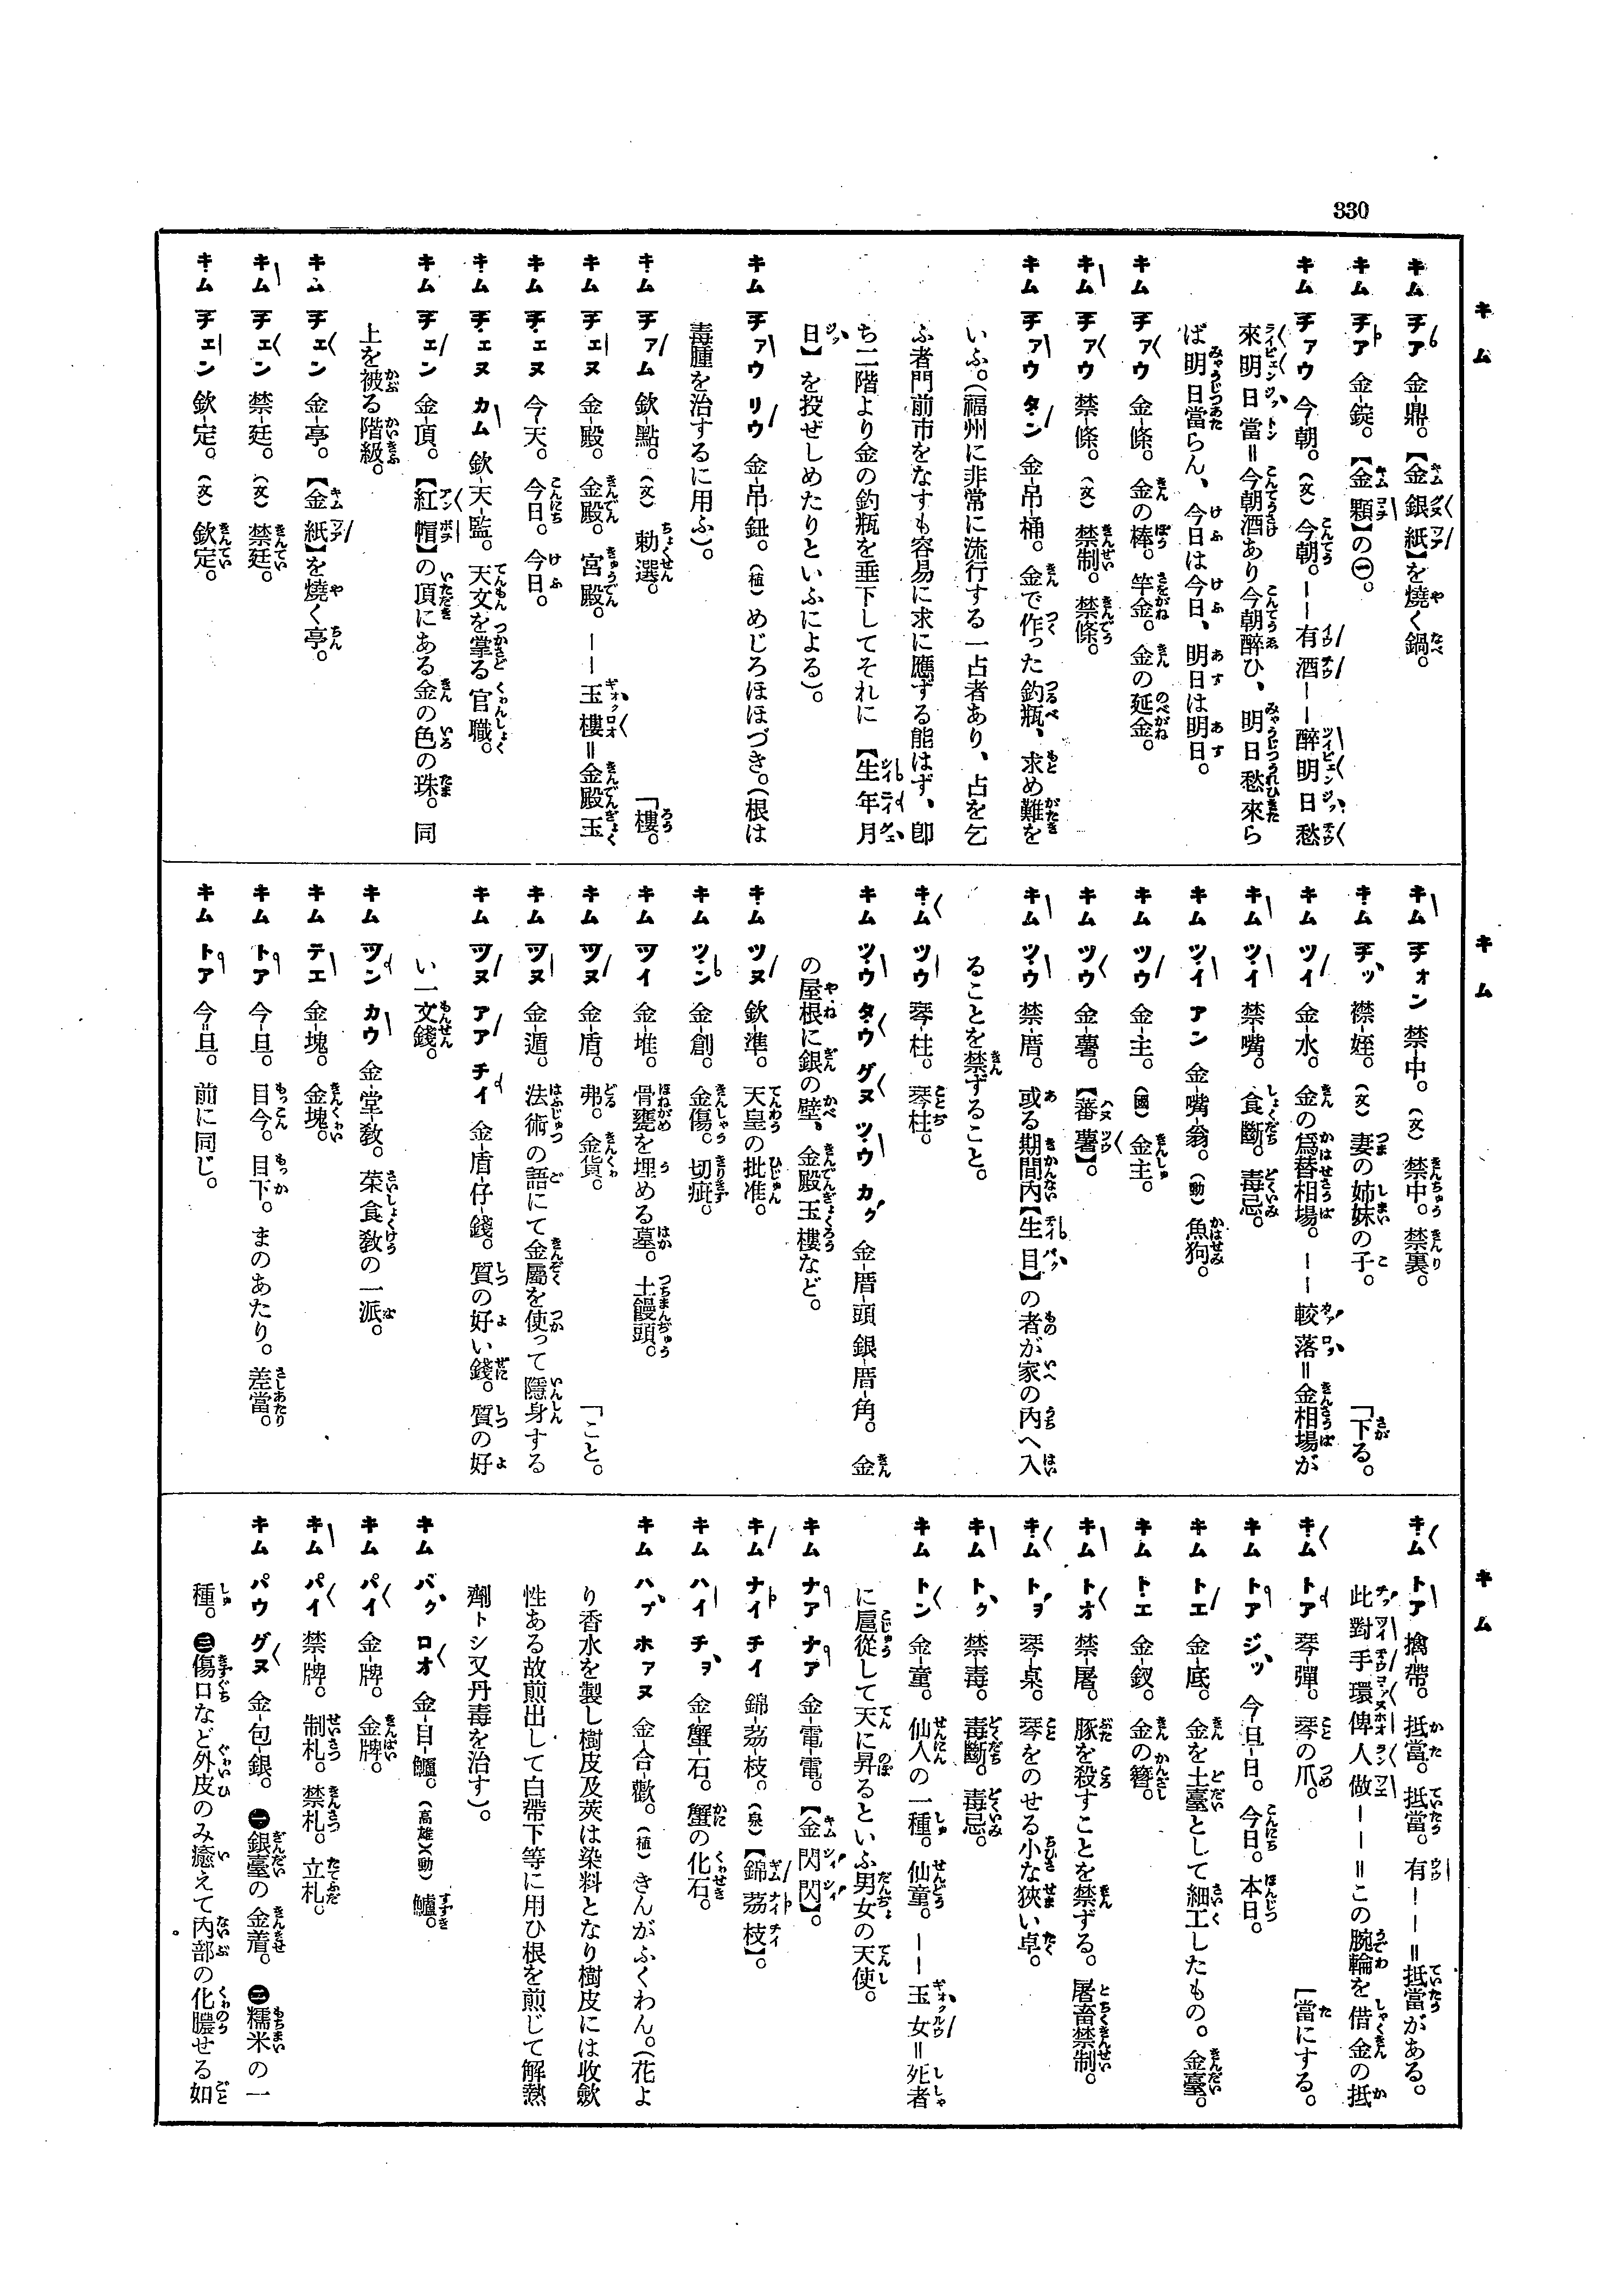 330
キム
キム チァ 金-鼎。【金銀紙】を燒く鍋。
キム チァ 金-錠。【金顆】の㊀。
キム チァウ 今朝。(文)今朝。——有酒——醉明日愁
來明日當＝今朝酒あり今朝醉ひ、明日愁來ら
ば明日當らん、今日は今日、明日は明日。
キム チァウ 金-條。金の棒。竿金。金の延金。
キム チァウ 禁-條。(文)禁制。禁條。
キム チァウ タン 金-吊-桶。金で作った釣瓶、求め難を
いふ。(福州に非常に流行する一占者あり、占を乞
ふ者門前市をなすも容易に求に應ずる能はず、卽
ち二階より金の釣瓶を垂下してそれに【生年月
日】を投ぜしめたりといふによる)。
キム チァウ リウ 金-吊-鈕。(植)めじろほほづき。(根は
毒腫を治するに用ふ)。
キム チァム 欽-點。(文)勅選。
「樓。
キム チェヌ 金-殿。金殿。宮殿。——玉樓＝金殿玉
キム チェヌ 今-天。今日。今日。
キム チェヌ カム 欽-天-監。天文を掌る官職。
キム チェン 金-頂。【紅帽】の頂にある金の色の珠。同
上を被る階級。
キム チェン 金-亭。【金紙】を燒く亭。
キム チェン 禁-廷。(文)禁廷。
キム チェン 欽-定。(文)欽定。
キム
キム チォン 禁-中。(文)禁中。禁裏。
キム チッ 襟-姪。(文)妻の姉妹の子。
「下る。
キム ツイ 金-水。金の爲替相場。——較落＝金相場が
キム ツイ 禁-嘴。食斷。毒忌。
キム ツイ アン 金-嘴-翁。(動)魚狗。
キム ツウ 金-主。(國)金主。
キム ツウ 金-薯。【蕃薯】。
キム ツウ 禁-厝。或る期間內【生目】の者が家の內へ入
ることを禁ずること。
キム ツウ 琴-柱。琴柱。
キム ツウ タウ グヌ ツウ カク 金-厝-頭 銀-厝-角。金
の屋根に銀の壁、金殿玉樓など。
キム ツヌ 欽-準。天皇の批准。
キム ツン 金-創。金傷。切疵。
キム ツイ 金-堆。骨甕を埋める墓。土饅頭。
キム ツヌ 金-盾。弗。金貨。
「こと。
キム ツヌ 金-遁。法術の語にて金屬を使って隱身する
キム ツヌ アア チイ 金-盾-仔-錢。質の好い錢。質の好
い一文錢。
キム ツン カウ 金-堂-敎。菜食敎の一派。
キム テエ 金-塊。金塊。
キム トア 今-旦。目今。目下。まのあたり。差當。
キム トア 今=旦。前に同じ。
キム
キム トア 擒-帶。抵當。抵當。有——＝抵當がある。
此對手環俾人做——＝この腕輪を借金の抵
「當にする。
キム トア 琴-彈。琴の爪。
キム トア ジッ 今-旦-日。今日。本日。
キム トエ 金-底。金を土臺として細工したもの。金臺。
キム トエ 金-釵。金の簪。
キム トオ 禁-屠。豚を殺すことを禁ずる。屠畜禁制。
キム トヲ 琴-桌。琴をのせる小な狹い卓。
キム トク 禁-毒。毒斷。毒忌。
キム トン 金-童。仙人の一種。仙童。——玉女＝死者
に扈從して天に昇るといふ男女の天使。
キム ナア ナア 金-電-電。【金閃閃】。
キム ナイ チイ 錦-茘-枝。(泉)【錦茘枝】。
キム ハイ チヲ 金-蟹-石。蟹の化石。
キム ハプ ホァヌ 金-合-歡。(植)きんがふくわん。(花よ
り香水を製し樹皮及莢は染料となり樹皮には收斂
性ある故煎出して白帶下等に用ひ根を煎じて解熱
劑トシ又丹毒を治す)。
キム バク ロオ 金-目-鱸。(高雄)(動)鱸。
キム パイ 金-牌。金牌。
キム パイ 禁-牌。制札。禁札。立札。
キム パウ グヌ 金-包-銀。㊀銀臺の金着。㊁糯米の一
種。㊂傷口など外皮のみ癒えて內部の化膿せる如